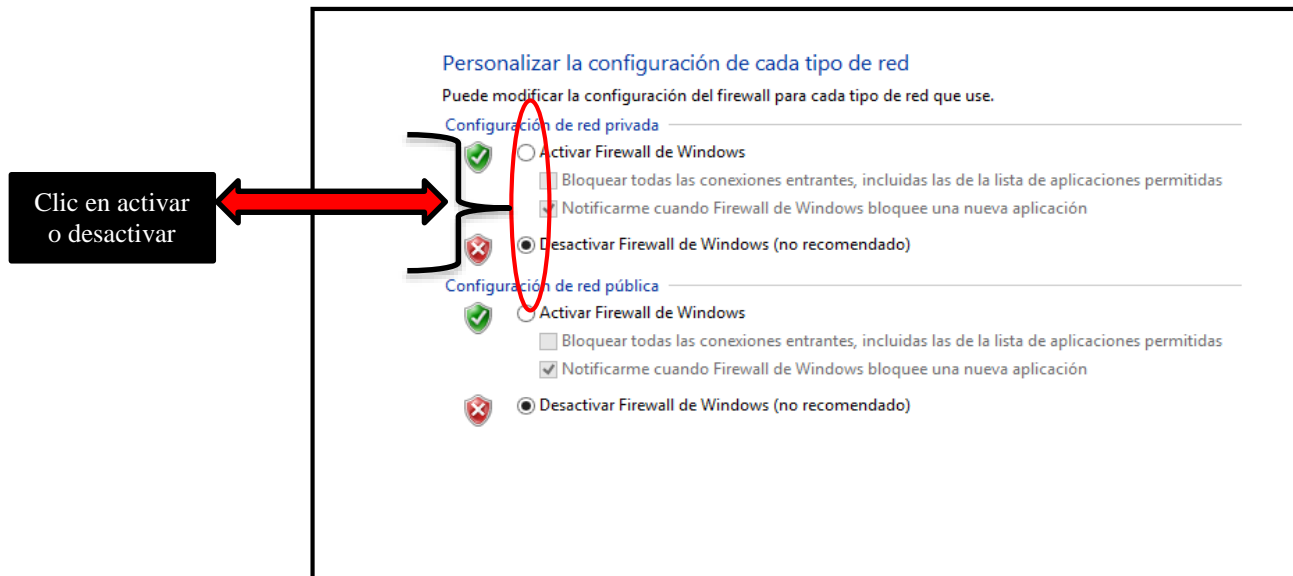 Personalizar la configuración de cada tipo de red
Puede modificar la configuración del firewall para cada tipo de red que use.
Configuración de red privada
Activar Firewall de Windows
Bloquear todas las conexiones entrantes, incluidas las de la lista de aplicaciones permitidas
Notificarme cuando Firewall de Windows bloquee una nueva aplicación
Desactivar Firewall de Windows (no recomendado)
Clic en activar
o desactivar
Configuración de red pública
Activar Firewall de Windows
Bloquear todas las conexiones entrantes, incluidas las de la lista de aplicaciones permitidas
Notificarme cuando Firewall de Windows bloquee una nueva aplicación
Desactivar Firewall de Windows (no recomendado)